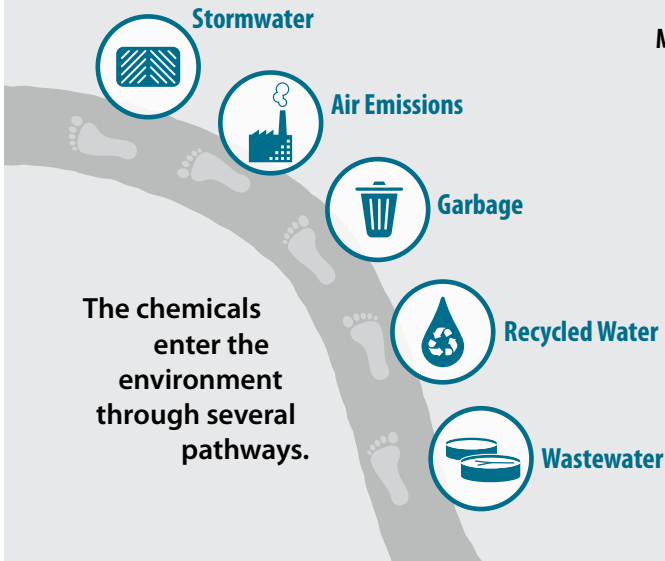 Stormwater
M
Air Emissions
Garbage
The chemicals
enter the
environment
through several
pathways.
Recycled Water
Wastewater